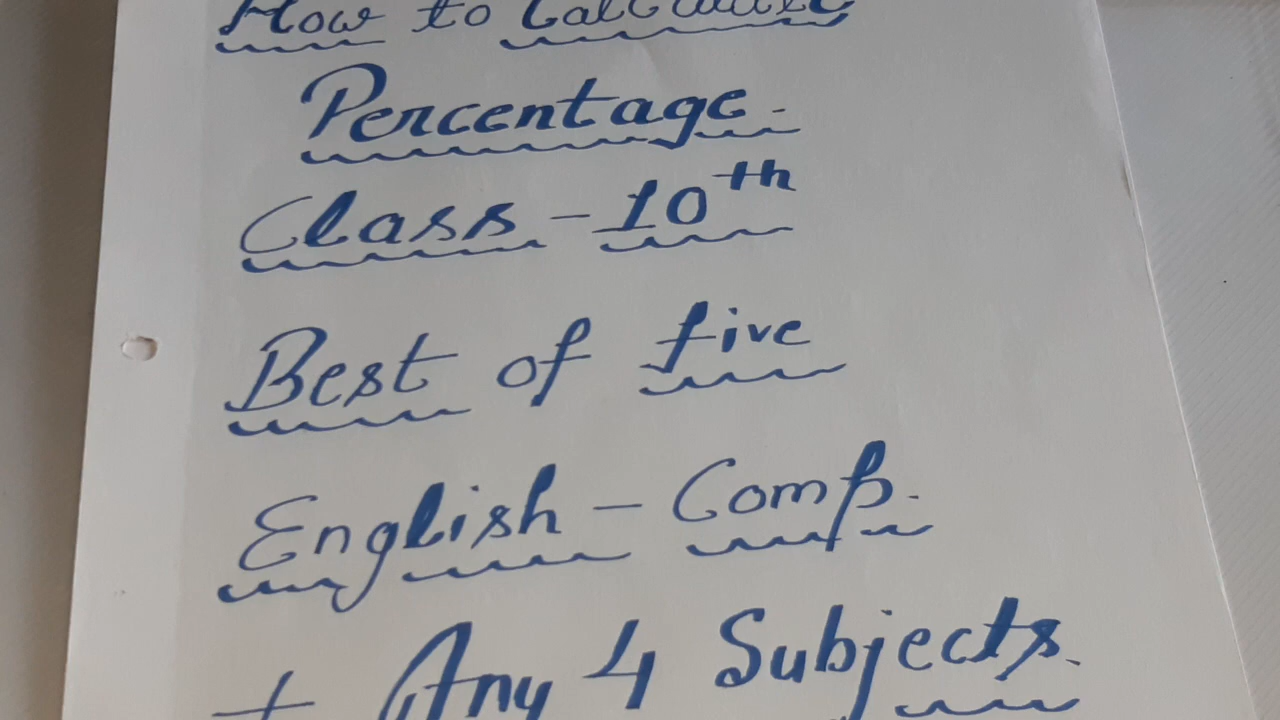 How to Calculate
Percentage -
Class - 10th
Best of five
English - Comp.
+ Any 4 Subjects.